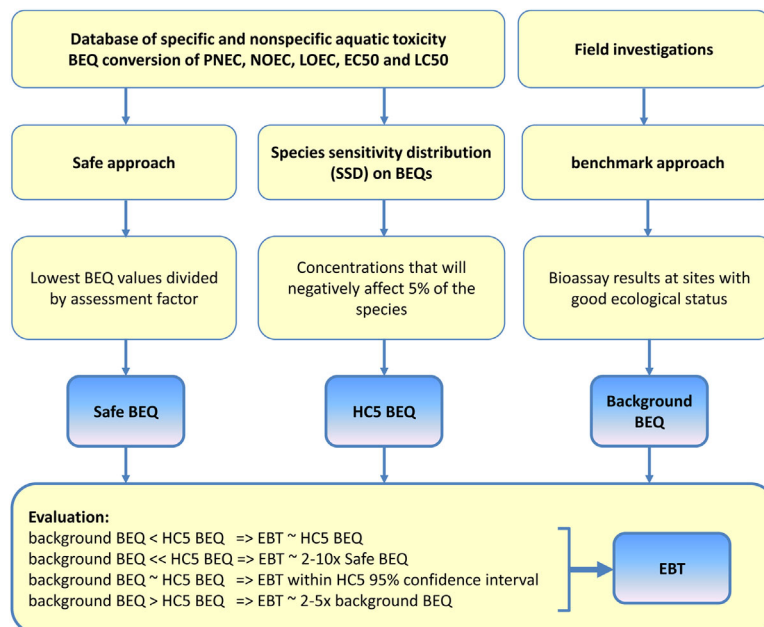 Database of specific and nonspecific aquatic toxicity
BEQ conversion of PNEC, NOEC, LOEC, EC50 and LC50
Field investigations
Safe approach
Species sensitivity distribution
(SSD) on BEQs
benchmark approach
Lowest BEQ values divided
by assessment factor
Concentrations that will
negatively affect 5% of the
species
Bioassay results at sites with
good ecological status
Safe BEQ
HC5 BEQ
Background
BEQ
Evaluation:
background BEQ < HC5 BEQ => EBT ~ HC5 BEQ
background BEQ << HC5 BEQ => EBT ~ 2-10x Safe BEQ
background BEQ ~ HC5 BEQ => EBT within HC5 95% confidence interval
background BEQ > HC5 BEQ => EBT ~ 2-5x background BEQ
EBT